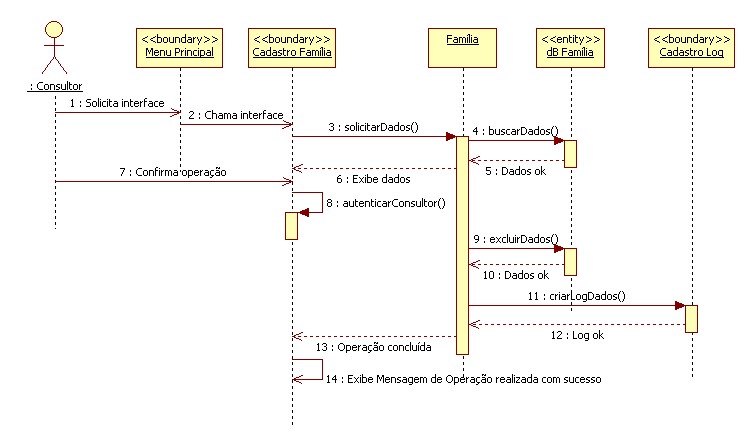 <<boundary>>
Menu Principal
<<boundary>>
Cadastro Família
Família
<<entity>>
dB Família
<<boundary>>
Cadastro Log
: Consultor
1 : Solicita interface
2 : Chama interface
3 : solicitarDados()
4 : buscarDados()
5 : Dados ok
6 : Exibe dados
7 : Confirma operação
8 : autenticarConsultor()
9 : excluirDados()
10 : Dados ok
11 : criarLogDados()
12 : Log ok
13 : Operação concluída
14 : Exibe Mensagem de Operação realizada com sucesso